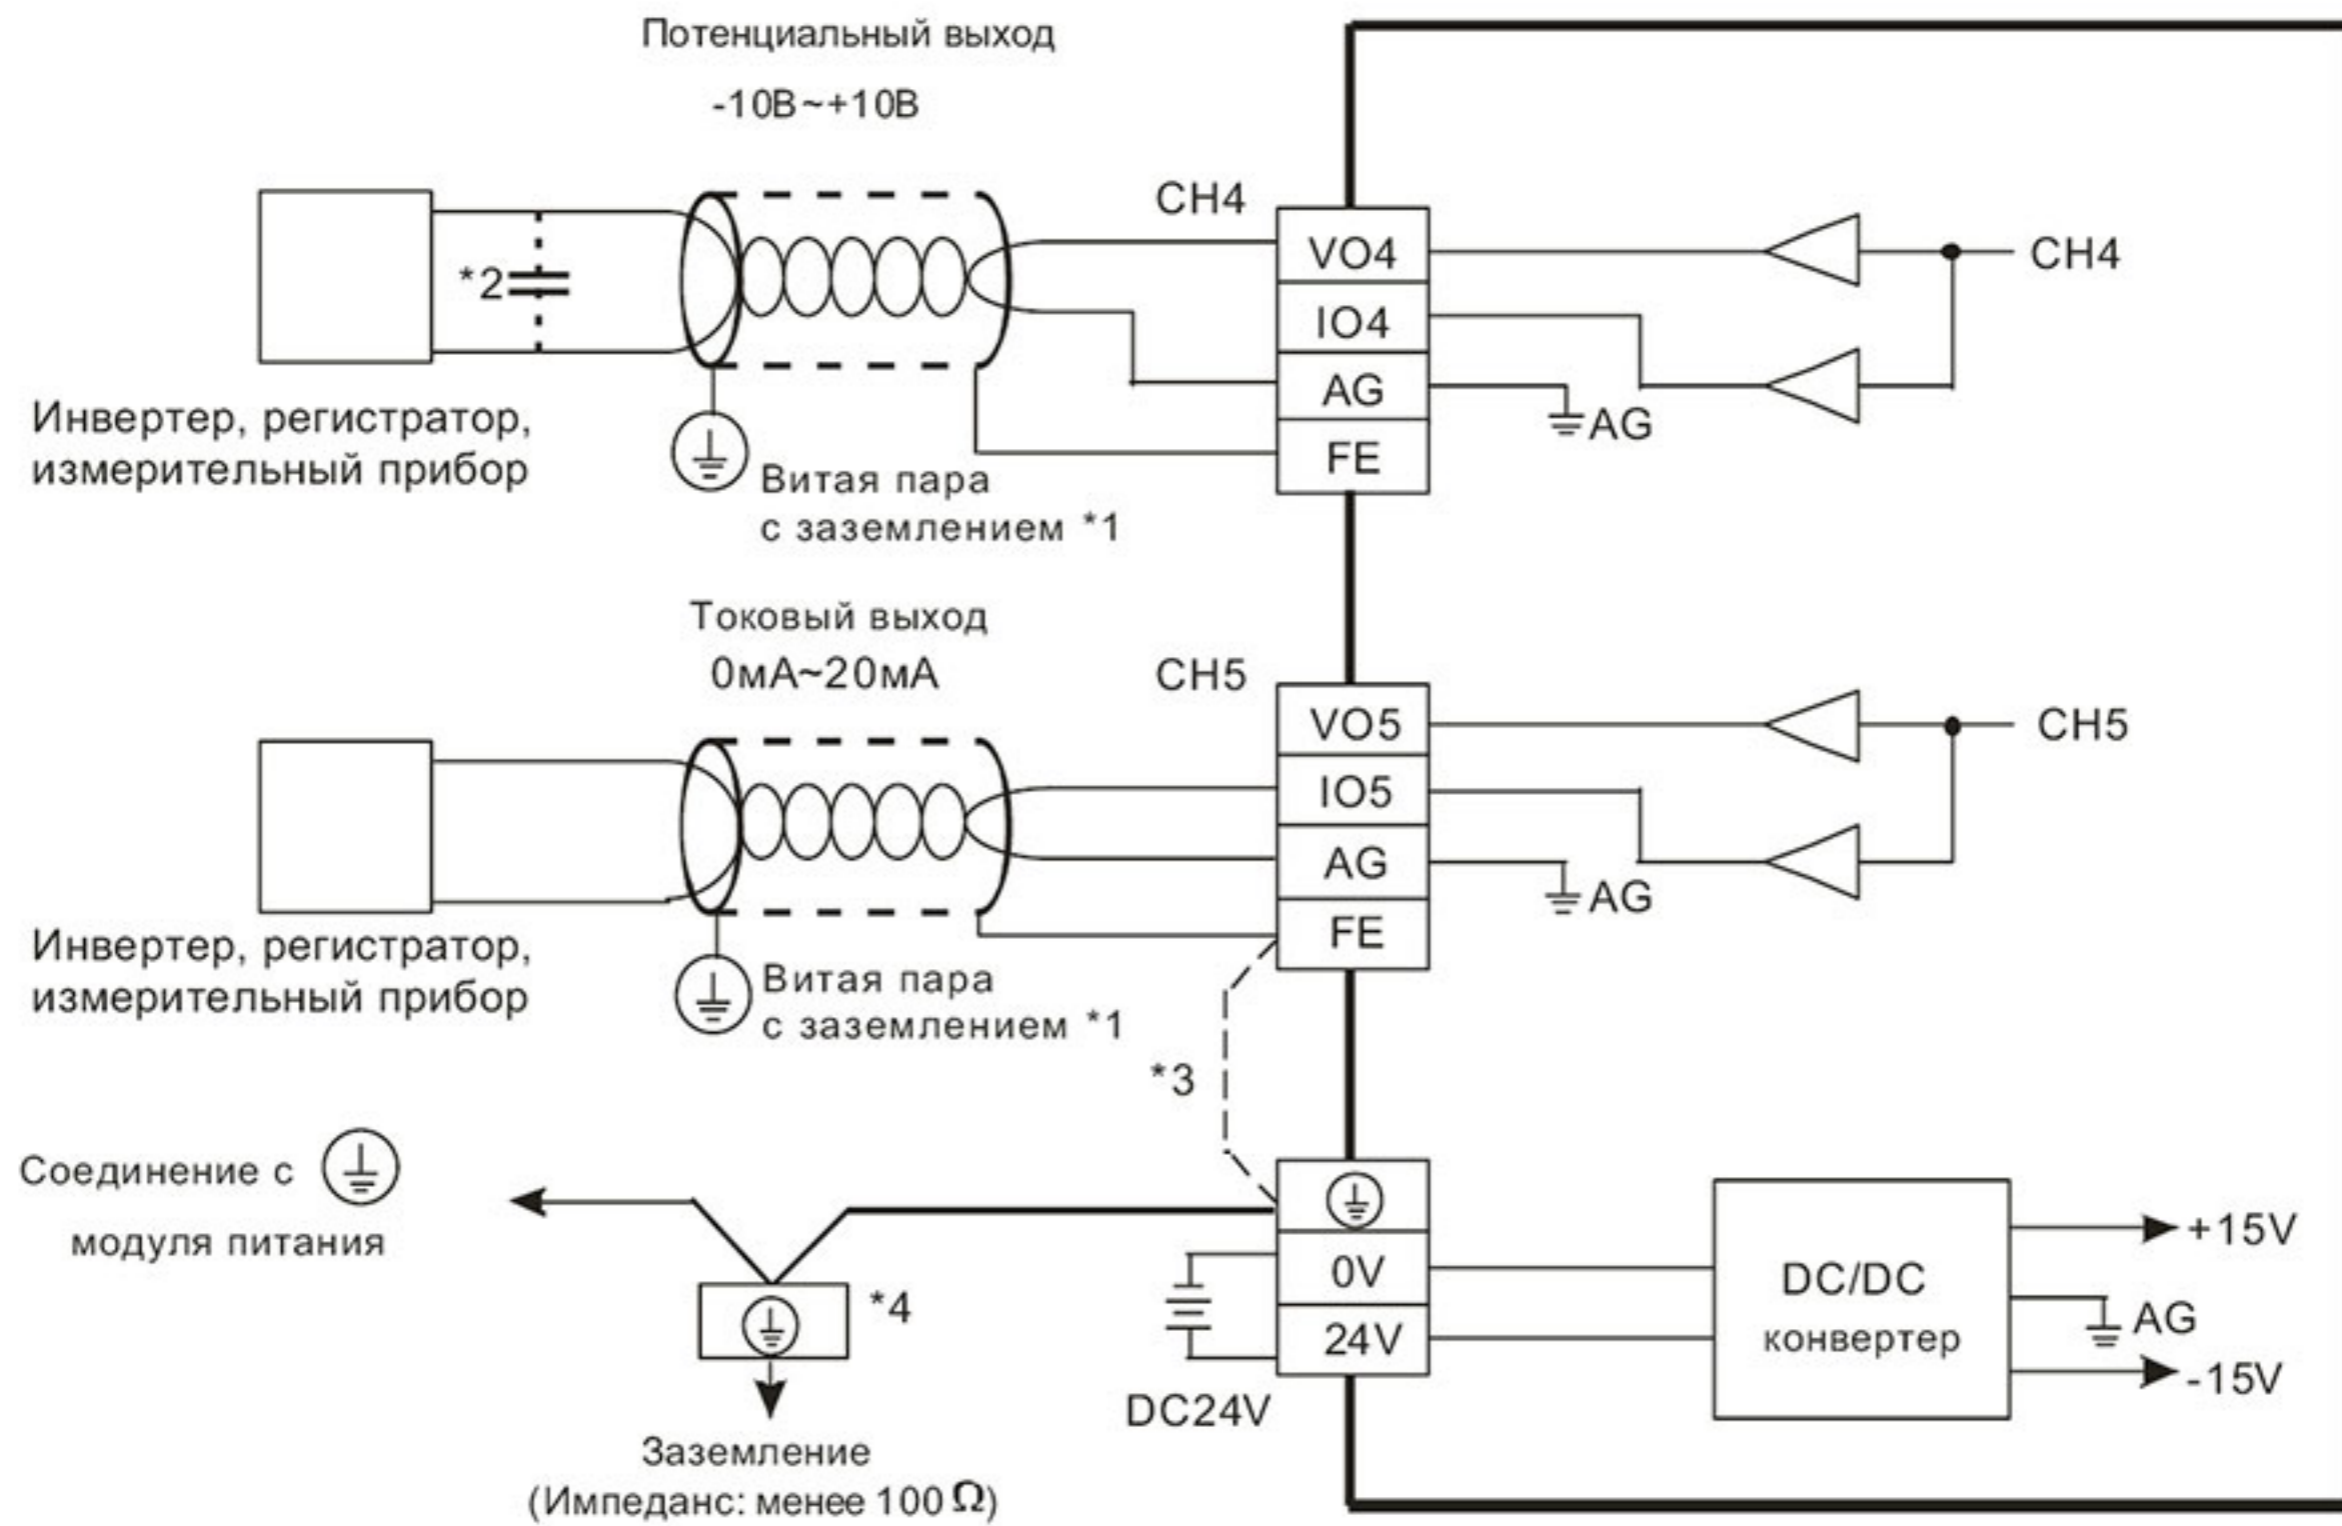 Потенциальный выход
-10В~+10В
CH4
VO4
CH4
*2
IO4
AG
AG
FE
Инвертер, регистратор,
измерительный прибор
Витая пара
с заземлением *1
Токовый выход
0мА~20мА
CH5
VO5
CH5
IO5
AG
AG
FE
Инвертер, регистратор,
измерительный прибор
Витая пара
с заземлением *1
*3
Соединение с
модуля питания
*4
0V
24V
DC24V
DC/DC
конвертер
+15V
AG
-15V
Заземление
(Импеданс: менее 100 Ω)